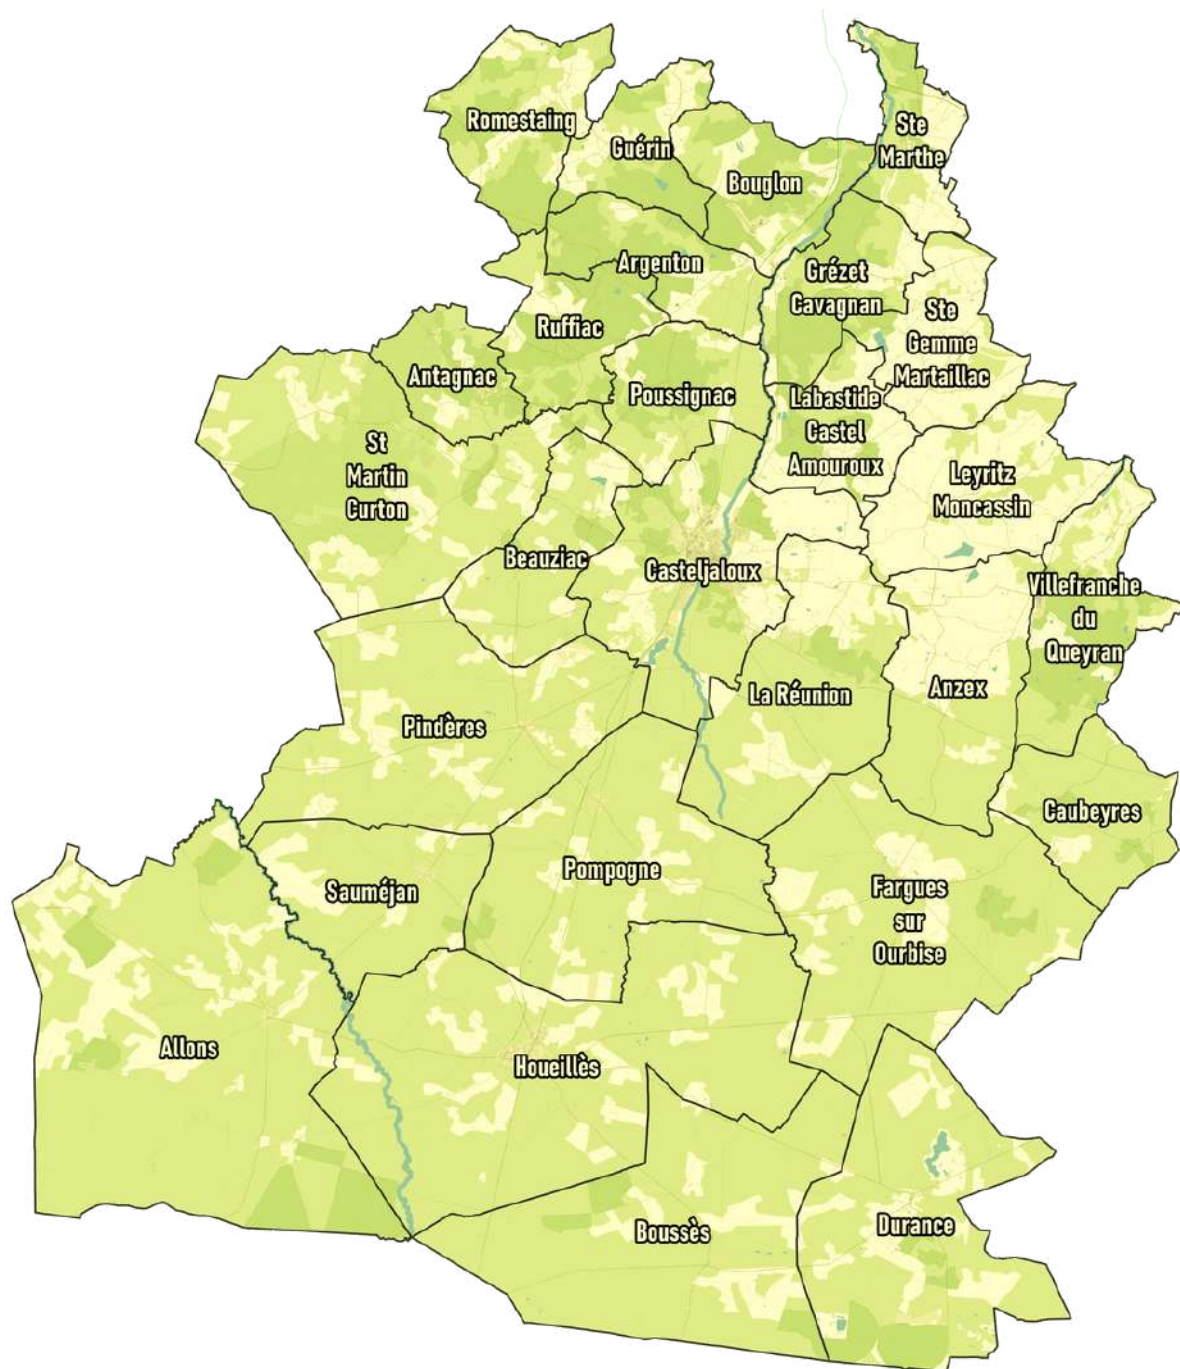 Romestaing
Guérin
Bouglon
Ste
Marthe
Argenton
Grézet
Cavagnan
Ruffiac
Ste
Gemme
Martaillac
Antagnac
Poussignac
Labastide
Castel
Amouroux
St
Martin
Curton
Leyritz
Moncassin
Beauziac
Casteljaloux
Villefranche
du
Queyran
La Réunion
Anzex
Pindères
Caubeyres
Sauméjan
Pompogne
Fargues
sur
Ourbise
Allons
Houeillès
Boussès
Durance